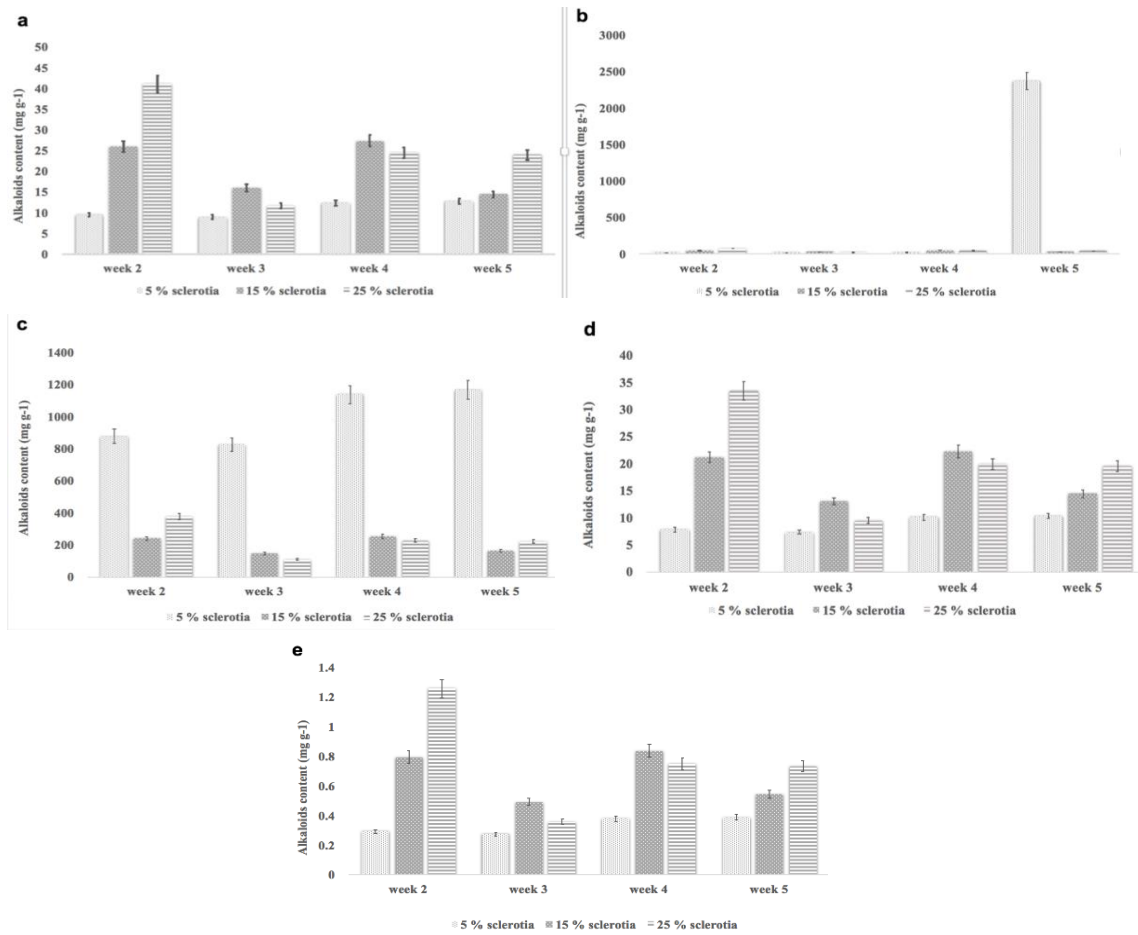 a
Alkaloids content (mg g-1)
50
45
40
35
30
25
20
15
10
5
0
week 2 week 3 week 4 week 5
5 % sclerotia 15 % sclerotia 25 % sclerotia
b
Alkaloids content (mg g-1)
3000
2500
2000
1500
1000
500
0
week 2 week 3 week 4 week 5
5 % sclerotia 15 % sclerotia 25 % sclerotia
c
Alkaloids content (mg g-1)
1400
1200
1000
800
600
400
200
0
week 2 week 3 week 4 week 5
5 % sclerotia 15 % sclerotia 25 % sclerotia
d
Alkaloids content (mg g-1)
40
35
30
25
20
15
10
5
0
week 2 week 3 week 4 week 5
5 % sclerotia 15 % sclerotia 25 % sclerotia
e
Alkaloids content (mg g-1)
1.4
1.2
1
0.8
0.6
0.4
0.2
0
week 2 week 3 week 4 week 5
5 % sclerotia 15 % sclerotia 25 % sclerotia